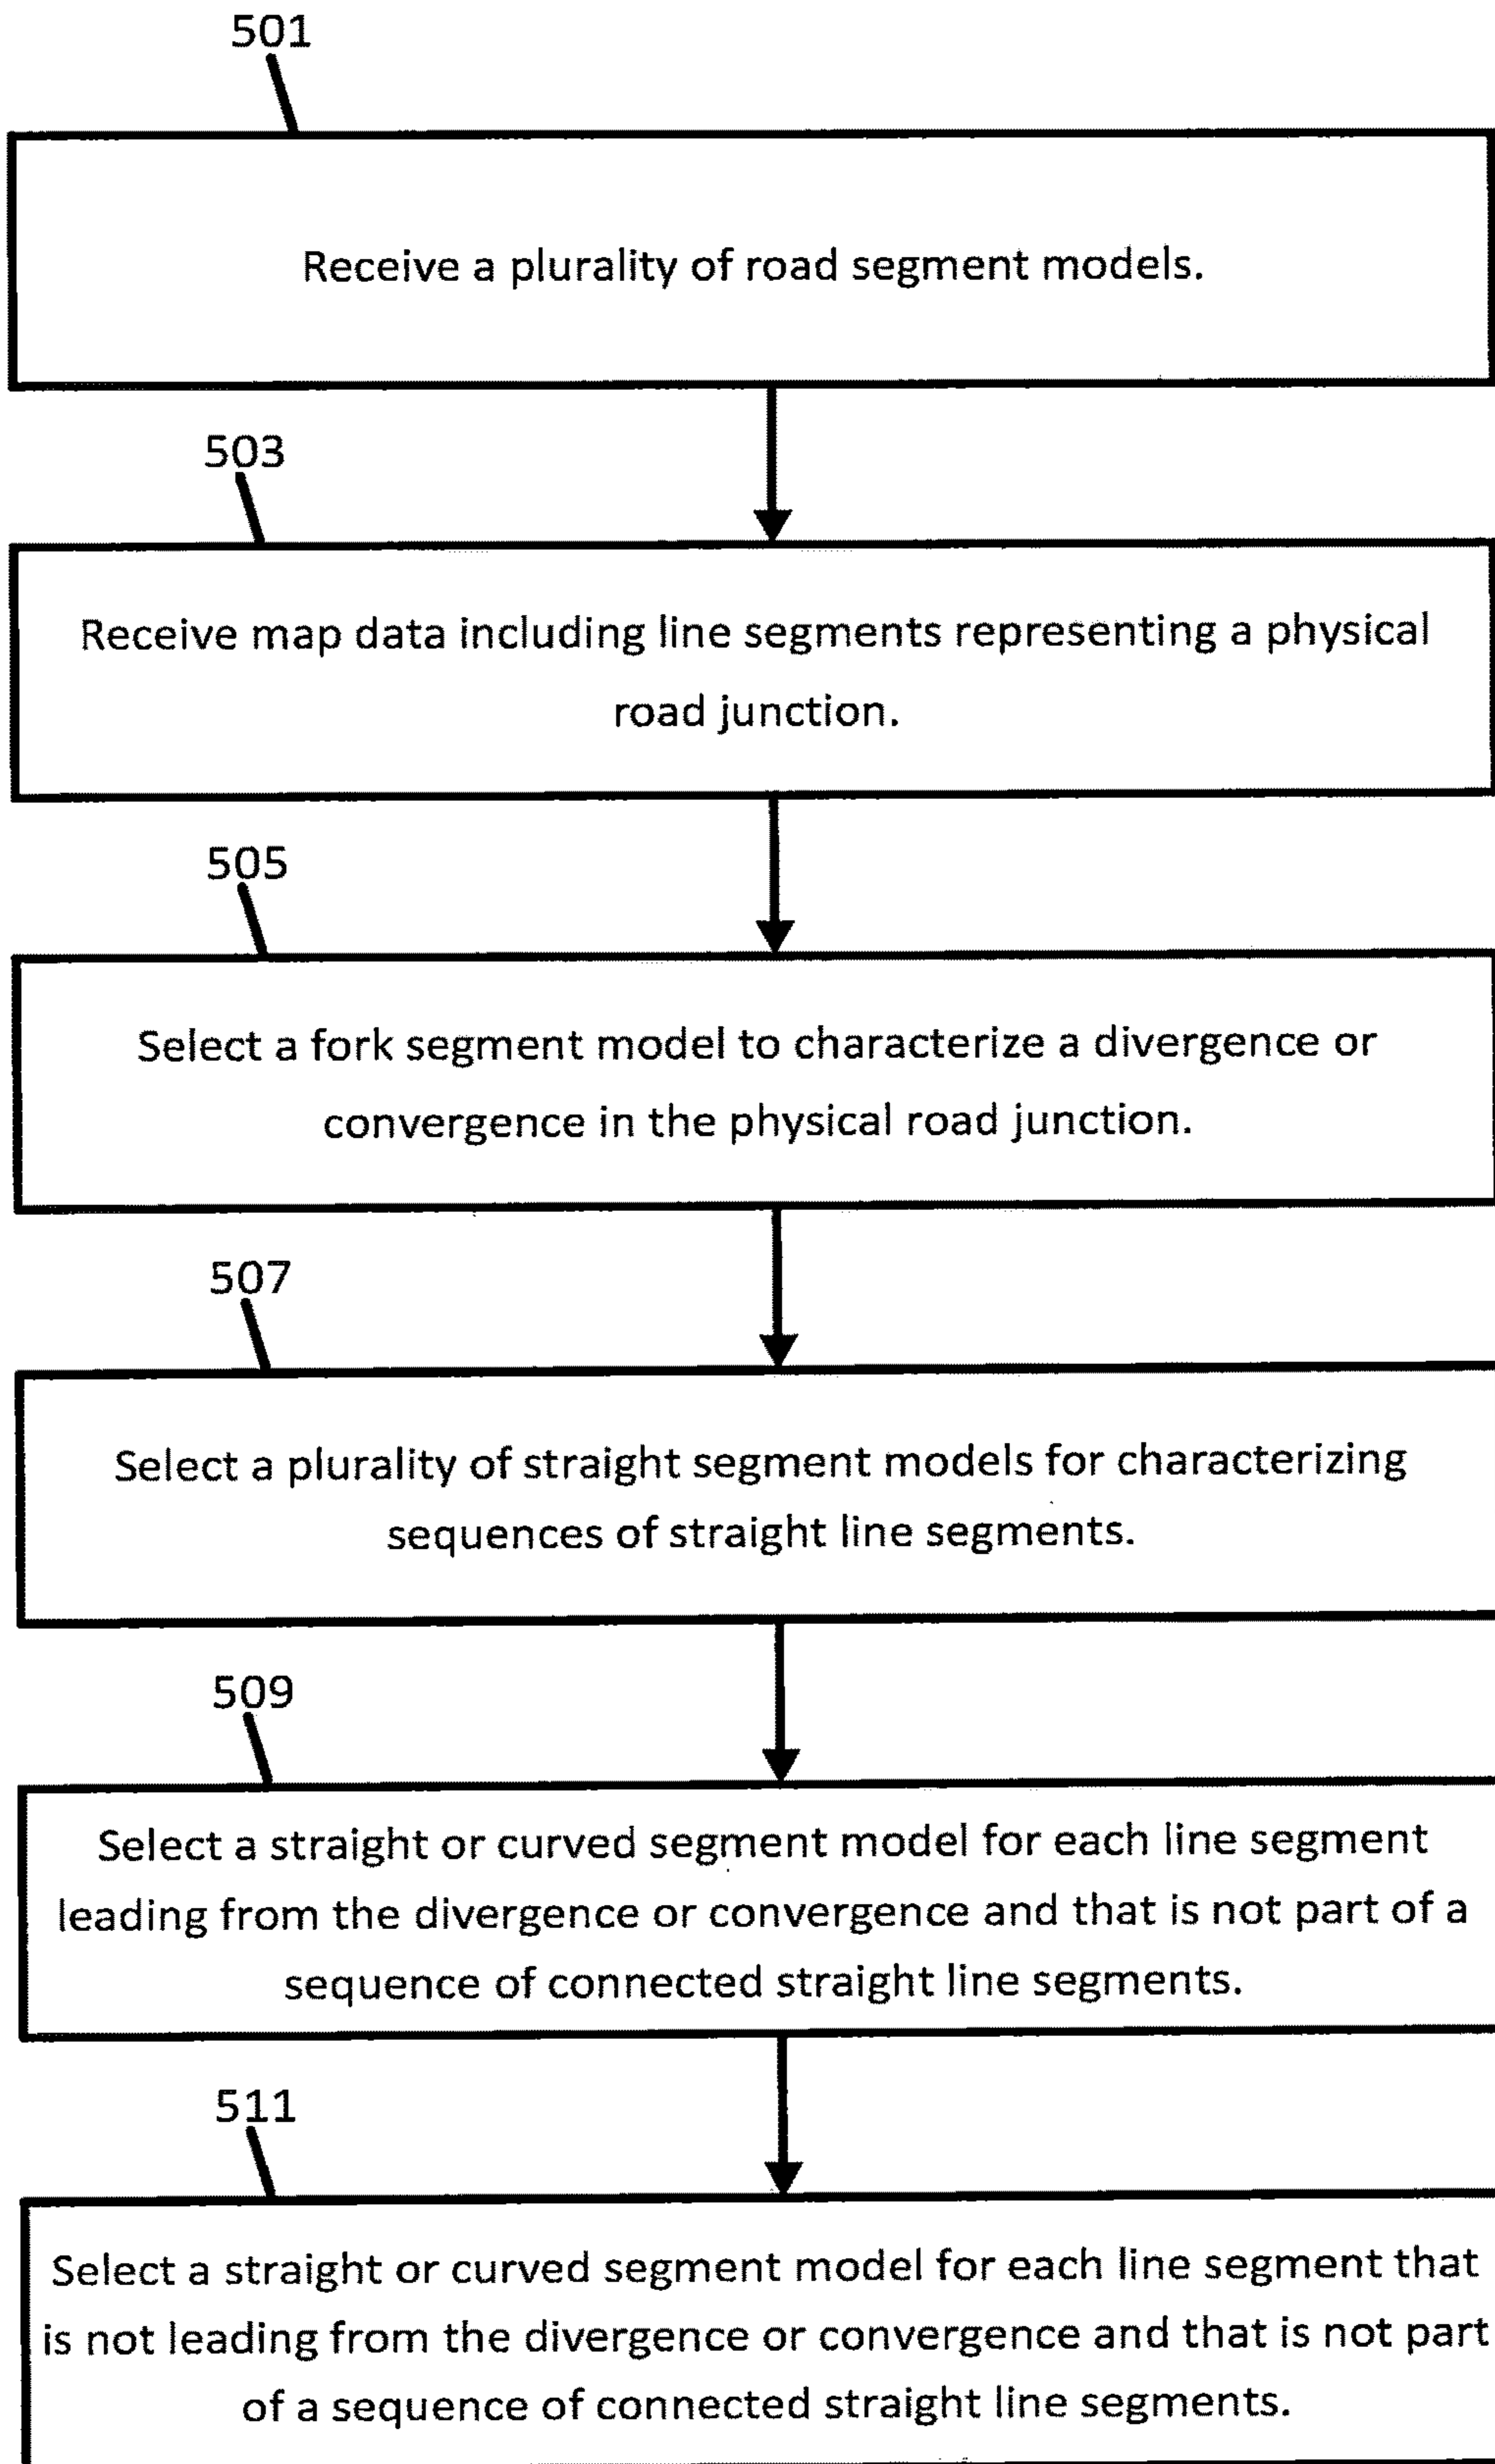 501
Receive a plurality of road segment models.
503
Receive map data including line segments representing a physical
road junction.
505
Select a fork segment model to characterize a divergence or
convergence in the physical road junction.
507
Select a plurality of straight segment models for characterizing
sequences of straight line segments.
509
Select a straight or curved segment model for each line segment
leading from the divergence or convergence and that is not part of a
sequence of connected straight line segments.
511
Select a straight or curved segment model for each line segment that
is not leading from the divergence or convergence and that is not part
of a sequence of connected straight line segments.